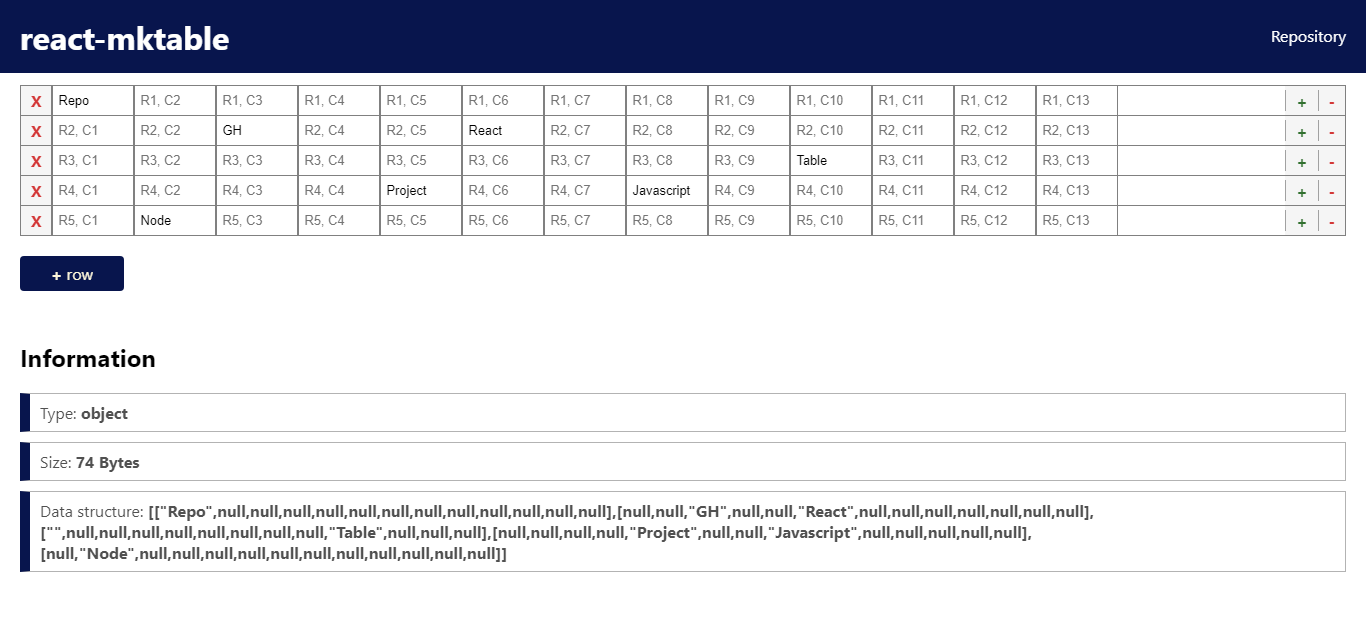 react-mktable
Repository
X Repo R1, C2 R1, C3 R1, C4 R1, C5 R1, C6 R1, C7 R1, C8 R1, C9 R1, C10 R1, C11 R1, C12 R1, C13 + -
X R2, C1 R2, C2 GH R2, C4 R2, C5 React R2, C7 R2, C8 R2, C9 R2, C10 R2, C11 R2, C12 R2, C13 + -
X R3, C1 R3, C2 R3, C3 R3, C4 R3, C5 R3, C6 R3, C7 R3, C8 R3, C9 Table R3, C11 R3, C12 R3, C13 + -
X R4, C1 R4, C2 R4, C3 R4, C4 Project R4, C6 R4, C7 Javascript R4, C9 R4, C10 R4, C11 R4, C12 R4, C13 + -
X R5, C1 Node R5, C3 R5, C4 R5, C5 R5, C6 R5, C7 R5, C8 R5, C9 R5, C10 R5, C11 R5, C12 R5, C13 + -
+ row
Information
Type: object
Size: 74 Bytes
Data structure: [["Repo",null,null,null,null,null,null,null,null,null,null,null,null],[null,null,"GH",null,null,"React",null,null,null,null,null,null,null],
["",null,null,null,null,null,null,null,null,"Table",null,null,null],[null,null,null,null,"Project",null,null,"Javascript",null,null,null,null,null],
[null,"Node",null,null,null,null,null,null,null,null,null,null,null]]